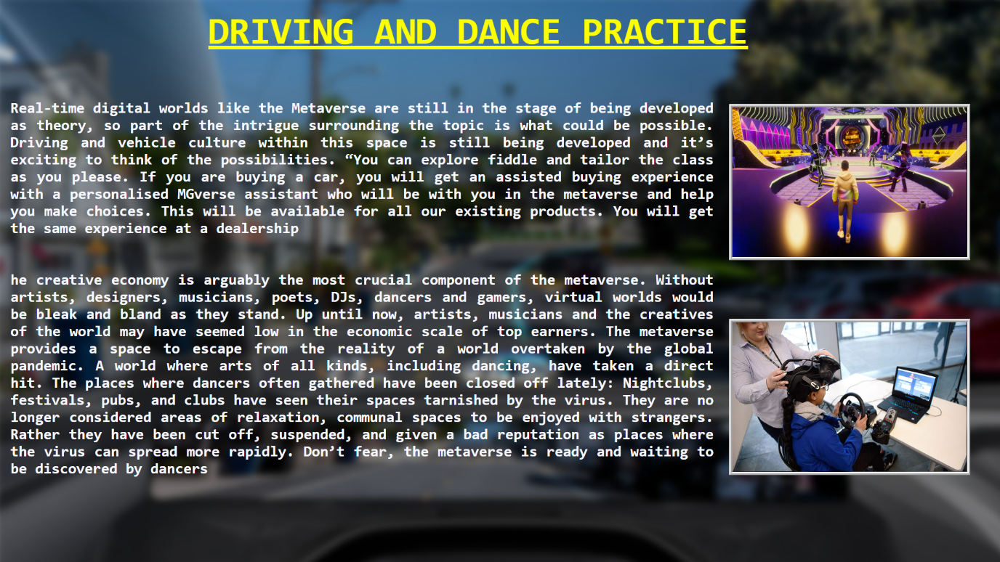 DRIVING AND DANCE PRACTICE
Real-time digital worlds like the Metaverse are still in the stage of being developed
as theory, so part of the intrigue surrounding the topic is what could be possible.
Driving and vehicle culture within this space is still being developed and it’s
exciting to think of the possibilities. “You can explore fiddle and tailor the class
as you please. If you are buying a car, you will get an assisted buying experience
with a personalised MGverse assistant who will be with you in the metaverse and help
you make choices. This will be available for all our existing products. You will get
the same experience at a dealership
he creative economy is arguably the most crucial component of the metaverse. Without
artists, designers, musicians, poets, DJs, dancers and gamers, virtual worlds would
be bleak and bland as they stand. Up until now, artists, musicians and the creatives
of the world may have seemed low in the economic scale of top earners. The metaverse
provides a space to escape from the reality of a world overtaken by the global
pandemic. A world where arts of all kinds, including dancing, have taken a direct
hit. The places where dancers often gathered have been closed off lately: Nightclubs,
festivals, pubs, and clubs have seen their spaces tarnished by the virus. They are no
longer considered areas of relaxation, communal spaces to be enjoyed with strangers.
Rather they have been cut off, suspended, and given a bad reputation as places where
the virus can spread more rapidly. Don’t fear, the metaverse is ready and waiting to
be discovered by dancers